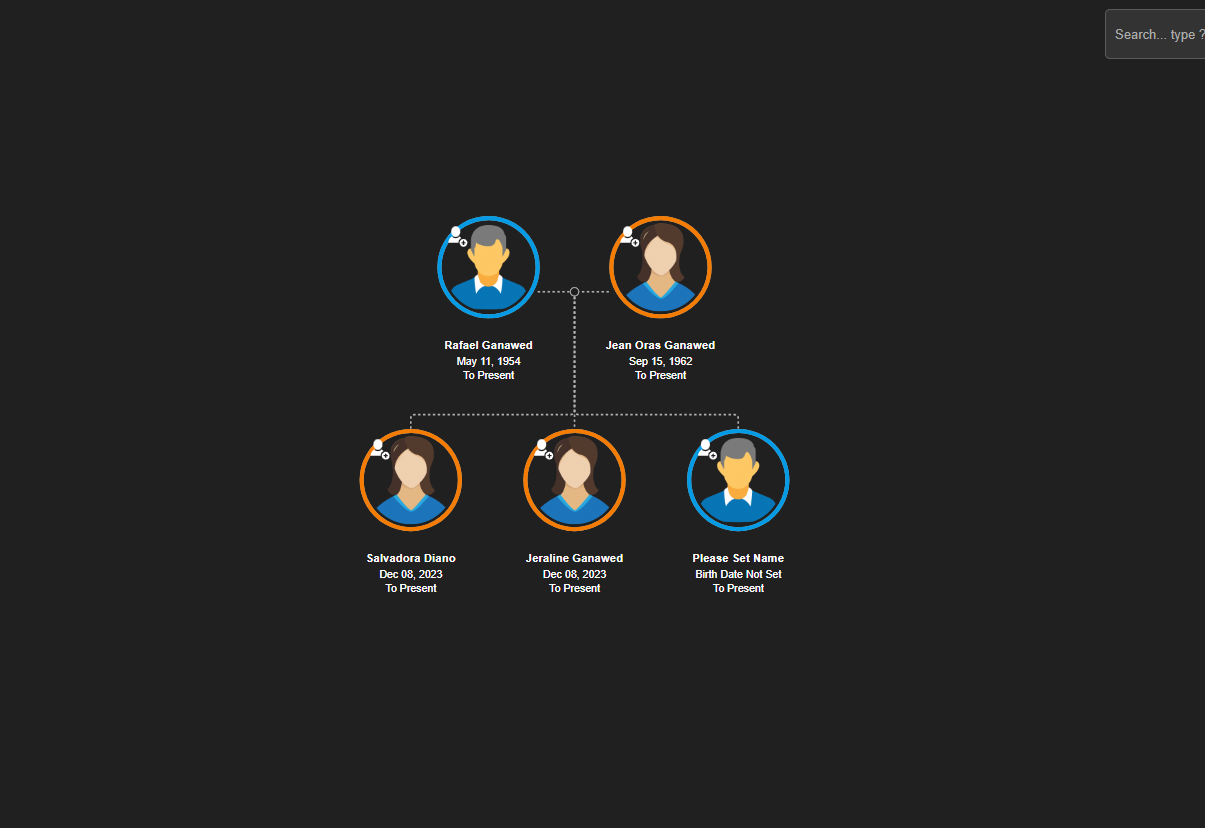 Search... type ?
Rafael Ganawed
May 11, 1954
To Present
Jean Oras Ganawed
Sep 15, 1962
To Present
Salvadora Diano
Dec 08, 2023
To Present
Jeraline Ganawed
Dec 08, 2023
To Present
Please Set Name
Birth Date Not Set
To Present